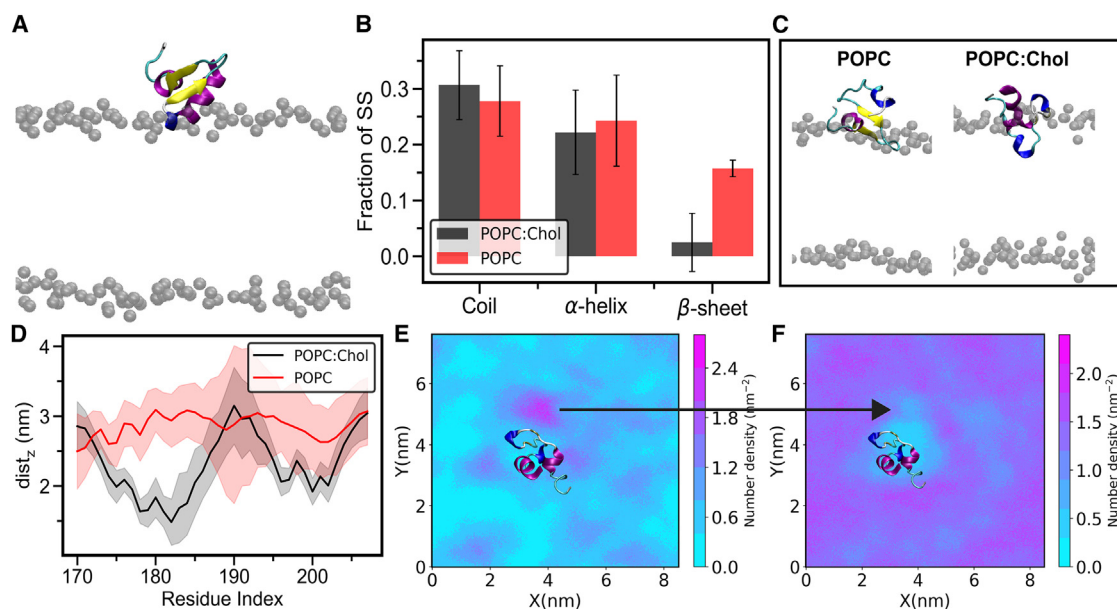 A
B
Fraction of SS
0.3
0.2
0.1
0.0
POPC:Chol
POPC
Coil
α-helix
β-sheet
C
POPC
POPC:Chol
D
dist_z (nm)
4
3
2
POPC:Chol
POPC
170
180
190
200
Residue Index
E
Y(nm)
6
4
2
0
0
2
4
6
8
X(nm)
2.4
1.8
1.2
0.6
0.0
Number density (nm⁻²)
F
Y(nm)
6
4
2
0
0
2
4
6
8
X(nm)
2.0
1.5
1.0
0.5
0.0
Number density (nm⁻²)